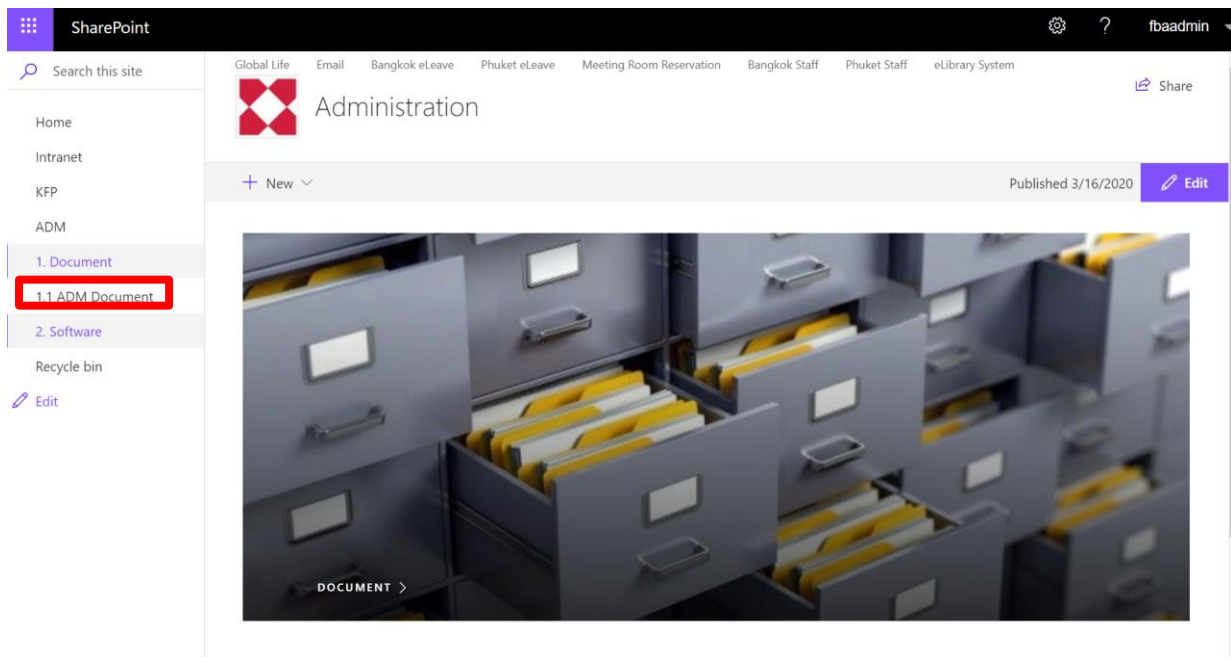 SharePoint
? fbaadmin
Search this site
Global Life Email Bangkok eLeave Phuket eLeave Meeting Room Reservation Bangkok Staff Phuket Staff eLibrary System
Share
Administration
Home
Intranet
KFP
ADM
1. Document
1.1 ADM Document
2. Software
Recycle bin
Edit
+ New
Published 3/16/2020
Edit
DOCUMENT >